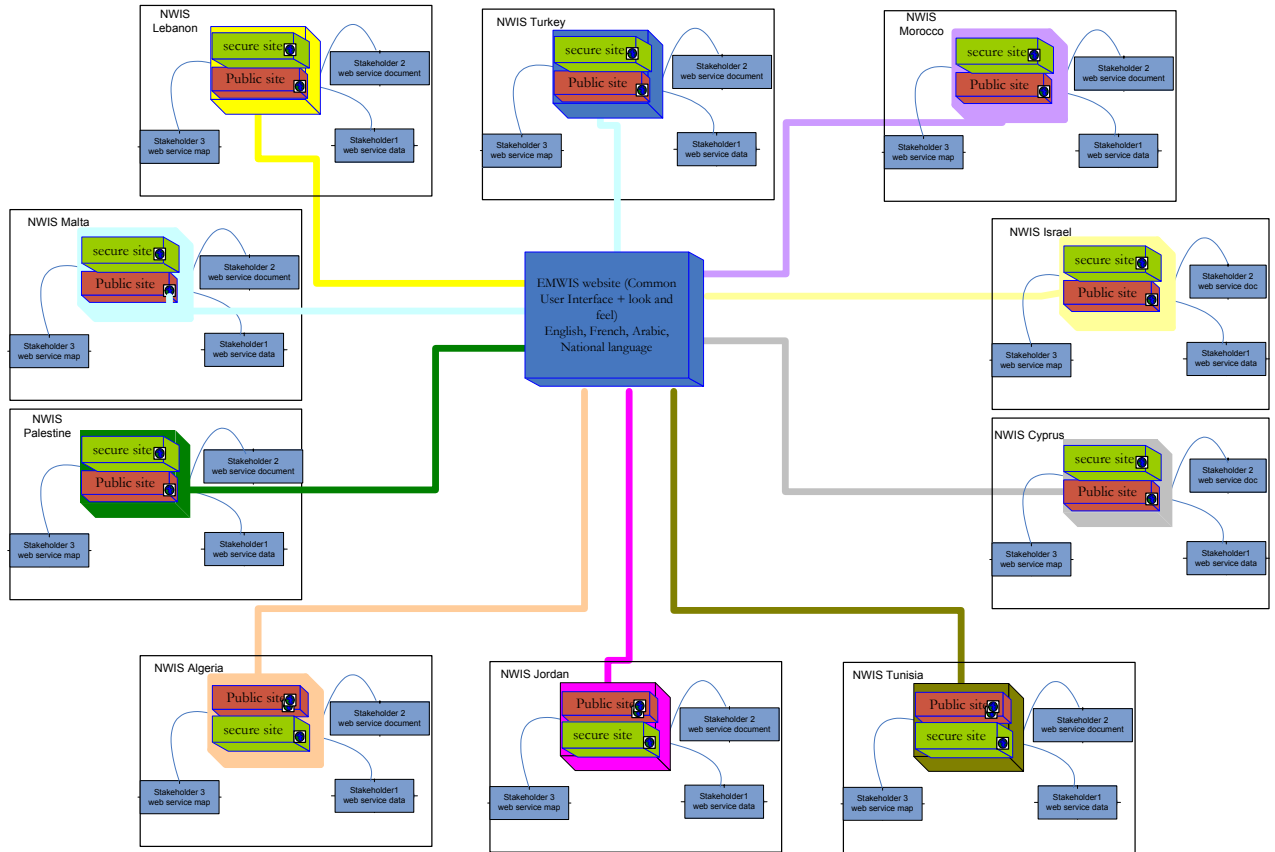 NWIS
Lebanon
secure site
Public site
Stakeholder 2
web service document
Stakeholder 3
web service map
Stakeholder1
web service data
NWIS Turkey
secure site
Public site
Stakeholder 2
web service document
Stakeholder 3
web service map
Stakeholder1
web service data
NWIS
Morocco
secure site
Public site
Stakeholder 2
web service document
Stakeholder 3
web service map
Stakeholder1
web service data
NWIS Malta
secure site
Public site
Stakeholder 2
web service document
Stakeholder 3
web service map
Stakeholder1
web service data
EMWIS website (Common
User Interface + look and
feel)
English, French, Arabic,
National language
NWIS Israel
secure site
Public site
Stakeholder 2
web service doc
Stakeholder 3
web service map
Stakeholder1
web service data
NWIS
Palestine
secure site
Public site
Stakeholder 2
web service document
Stakeholder 3
web service map
Stakeholder1
web service data
NWIS Cyprus
secure site
Public site
Stakeholder 2
web service doc
Stakeholder 3
web service map
Stakeholder1
web service data
NWIS Algeria
Public site
secure site
Stakeholder 2
web service document
Stakeholder 3
web service map
Stakeholder1
web service data
NWIS Jordan
Public site
secure site
Stakeholder 2
web service document
Stakeholder 3
web service map
Stakeholder1
web service data
NWIS Tunisia
Public site
secure site
Stakeholder 2
web service document
Stakeholder 3
web service map
Stakeholder1
web service data